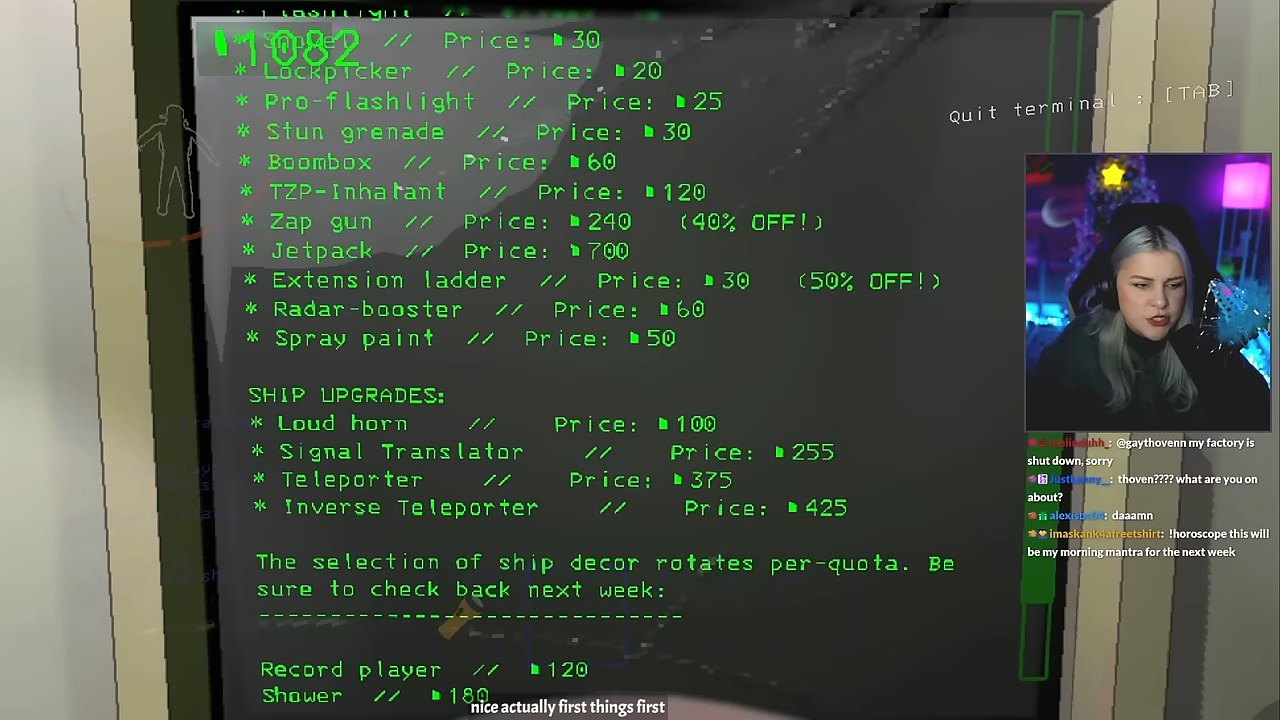 * Flashlight //
1082
* Shovel // Price: 30
* Lockpicker // Price: 20
* Pro-flashlight // Price: 25
* Stun grenade // Price: 30
* Boombox // Price: 60
* TZP-Inhalant // Price: 120
* Zap gun // Price: 240 (40% OFF!)
* Jetpack // Price: 700
* Extension ladder // Price: 30 (50% OFF!)
* Radar-booster // Price: 60
* Spray paint // Price: 50
SHIP UPGRADES:
* Loud horn // Price: 100
* Signal Translator // Price: 255
* Teleporter // Price: 375
* Inverse Teleporter // Price: 425
The selection of ship decor rotates per-quota. Be
sure to check back next week:
------------------------------
Record player // 120
Shower // 180
Quit terminal : [TAB]
: @gaythovenn my factory is
shut down, sorry
: thoven???? what are you on
about?
: daaamn
imaskank4afreetshirt: !horoscope this will
be my morning mantra for the next week
nice actually first things first